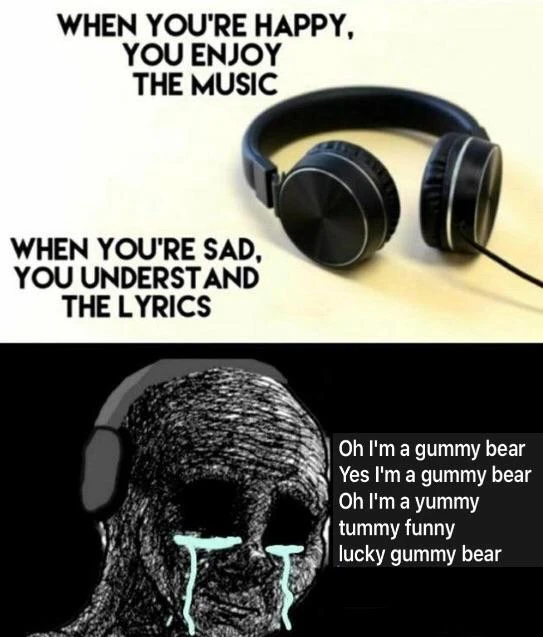 WHEN YOU'RE HAPPY,
YOU ENJOY
THE MUSIC
WHEN YOU'RE SAD,
YOU UNDERSTAND
THE LYRICS
Oh I'm a gummy bear
Yes I'm a gummy bear
Oh I'm a yummy
tummy funny
lucky gummy bear